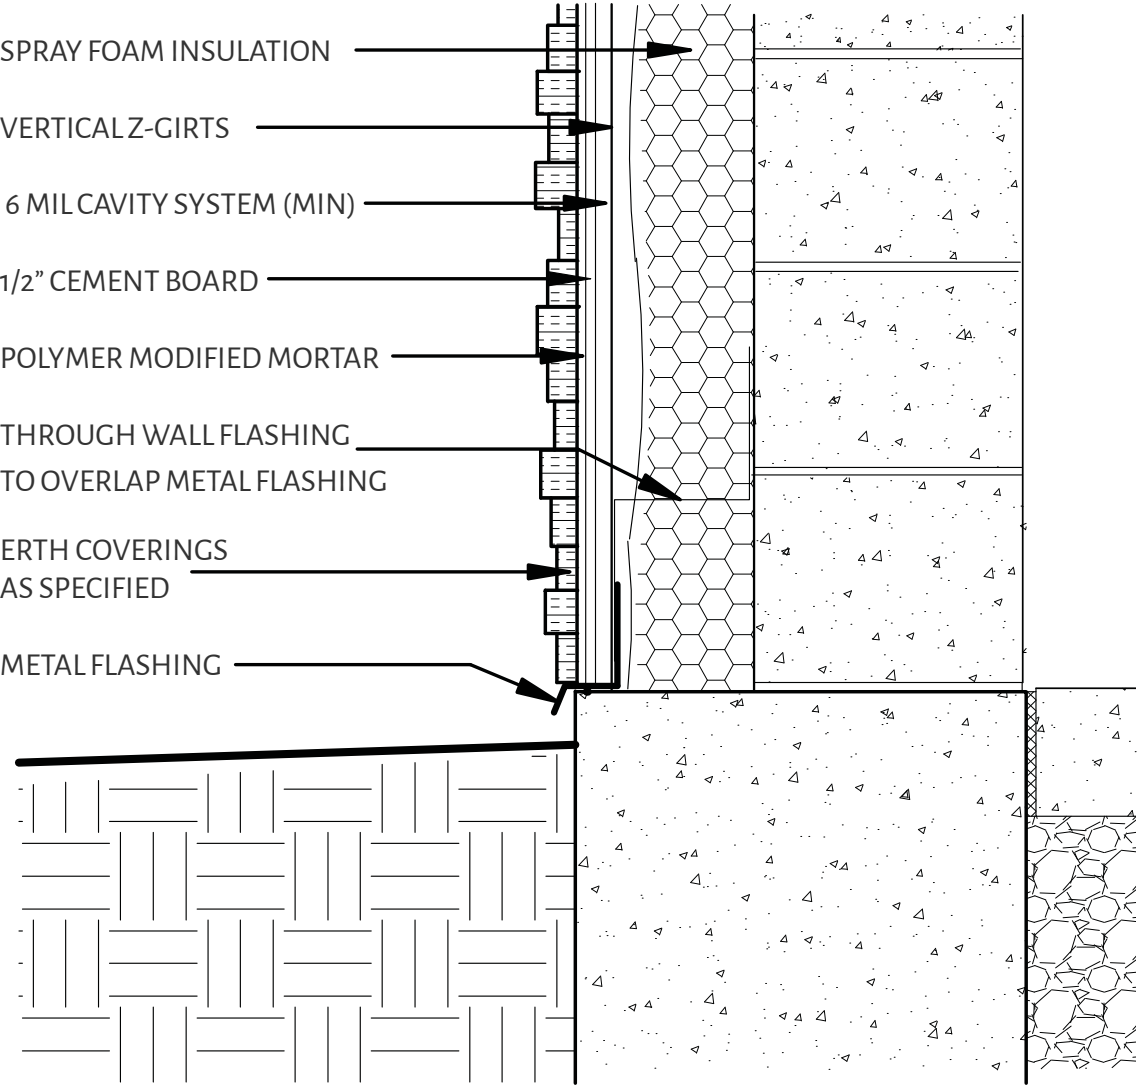 SPRAY FOAM INSULATION
VERTICAL Z-GIRTS
6 MIL CAVITY SYSTEM (MIN)
1/2” CEMENT BOARD
POLYMER MODIFIED MORTAR
THROUGH WALL FLASHING
TO OVERLAP METAL FLASHING
ERTH COVERINGS
AS SPECIFIED
METAL FLASHING